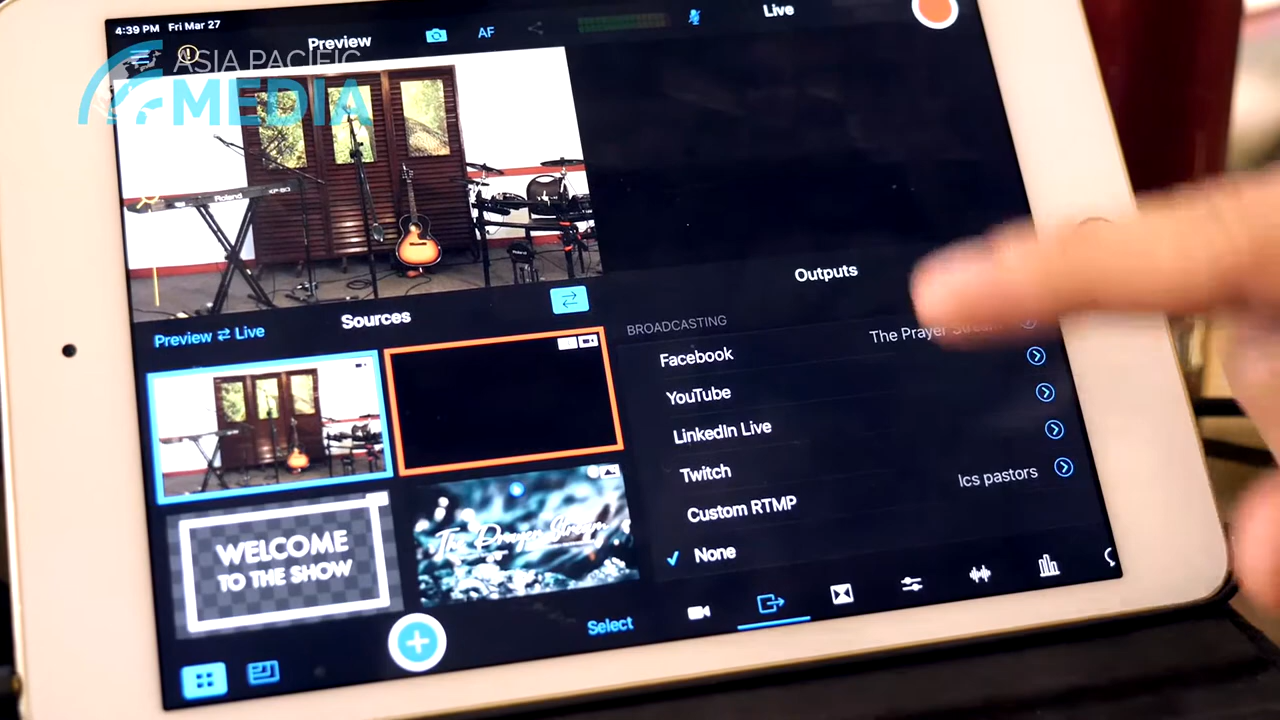 4:39 PM Fri Mar 27
ASIA PACIFIC
MEDIA
Preview
AF
Live
Roland
Preview ⇄ Live
Sources
Outputs
BROADCASTING
The Prayer Stream
Facebook
YouTube
LinkedIn Live
Twitch
Custom RTMP
Ics pastors
None
WELCOME
TO THE SHOW
The Prayer Stream
Select